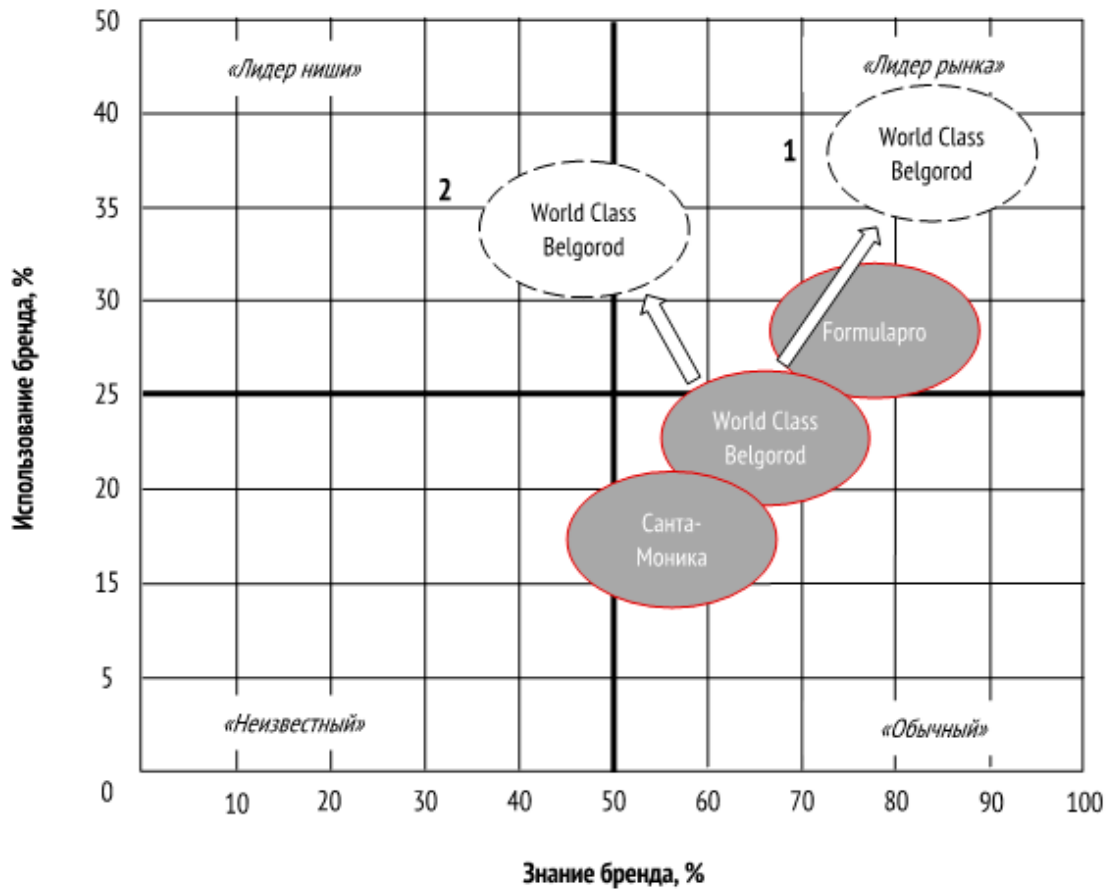 50
«Лидер ниши»
«Лидер рынка»
40
World Class
Belgorod
1
2
35
World Class
Belgorod
30
Formulapro
25
World Class
Belgorod
20
Санта-
Моника
15
5
«Неизвестный»
«Обычный»
0
10 20 30 40 50 60 70 80 90 100
Использование бренда, %
Знание бренда, %